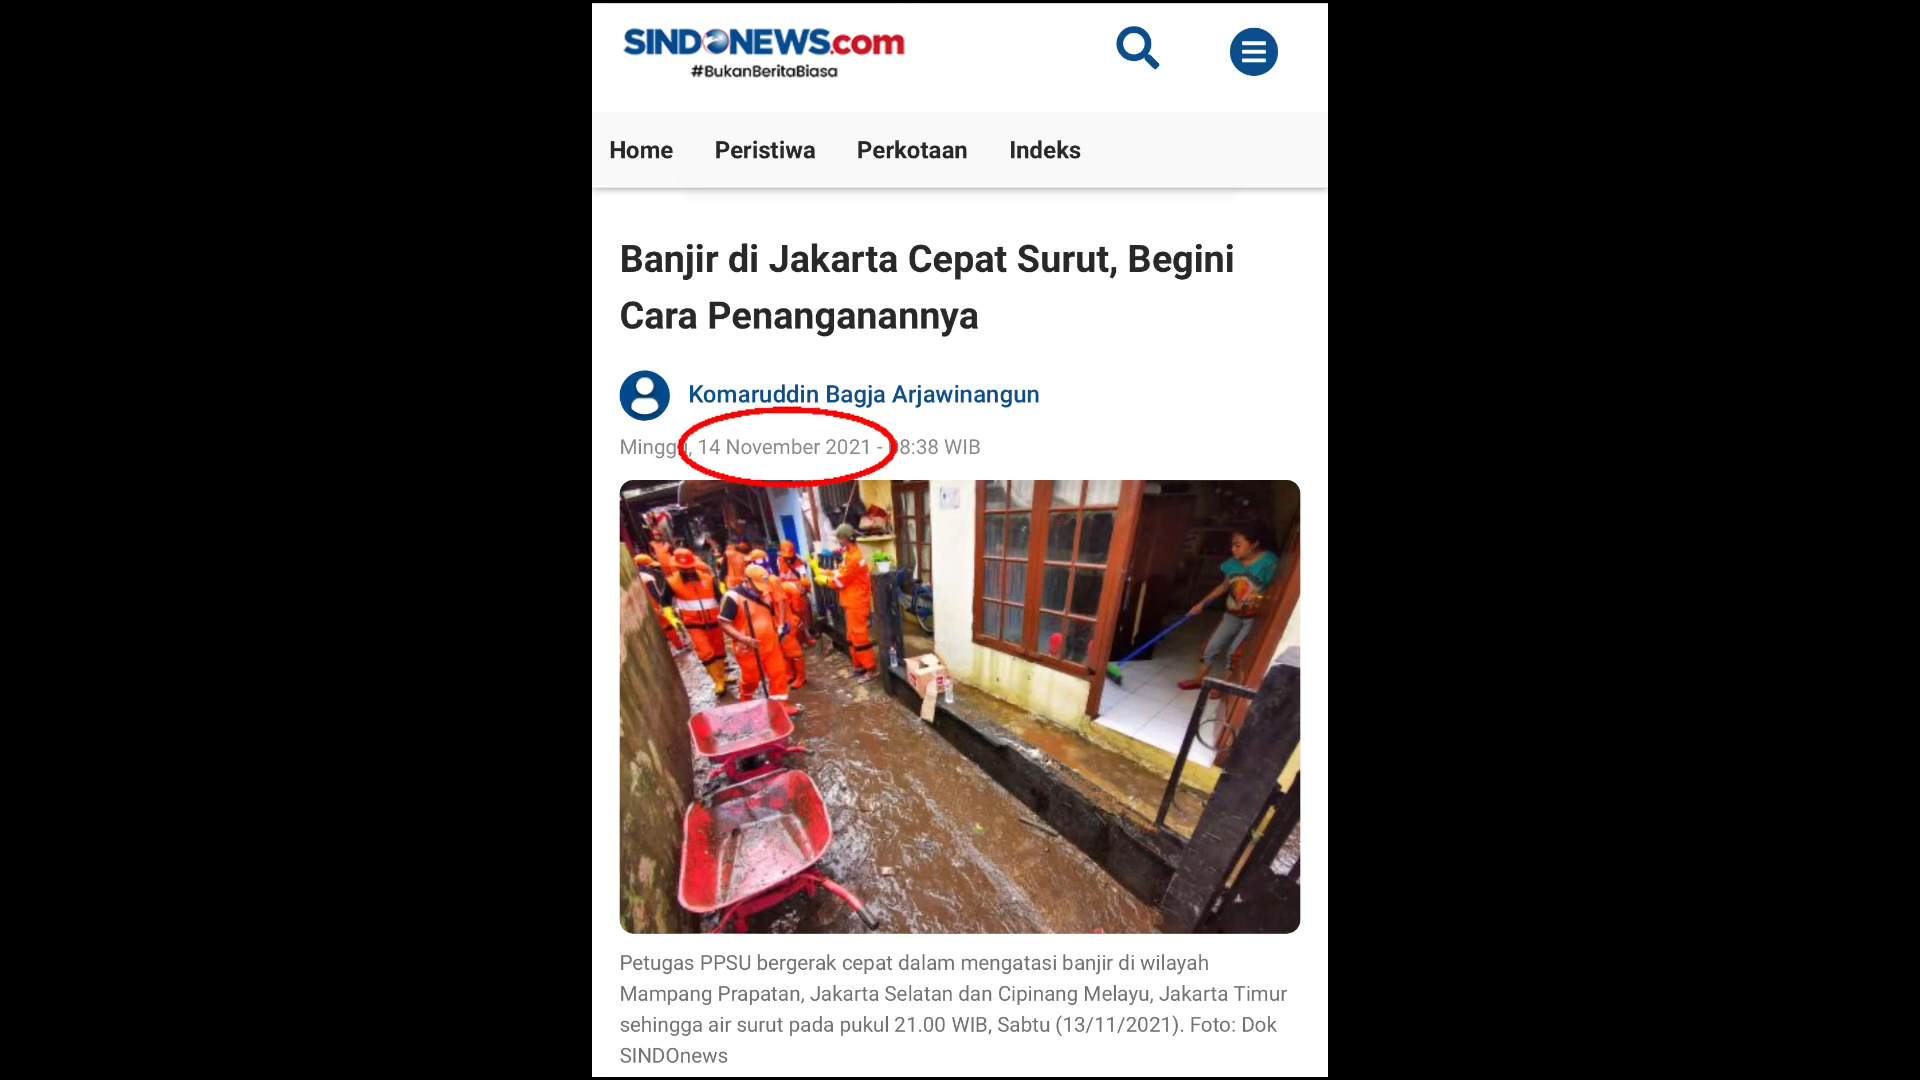 SINDONEWS.com
#BukanBeritaBiasa
Home Peristiwa Perkotaan Indeks
Banjir di Jakarta Cepat Surut, Begini
Cara Penanganannya
Komaruddin Bagja Arjawinangun
Minggu, 14 November 2021 - 08:38 WIB
Petugas PPSU bergerak cepat dalam mengatasi banjir di wilayah
Mampang Prapatan, Jakarta Selatan dan Cipinang Melayu, Jakarta Timur
sehingga air surut pada pukul 21.00 WIB, Sabtu (13/11/2021). Foto: Dok
SINDOnews